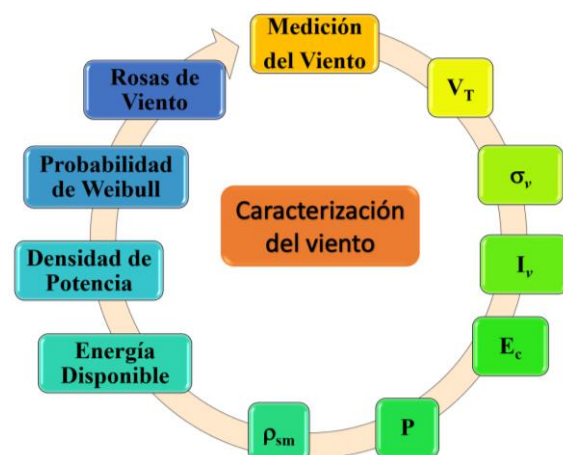 Medición
del Viento
V_T
σ_v
I_v
E_c
P
ρ_sm
Energía
Disponible
Densidad de
Potencia
Probabilidad
de Weibull
Rosas de
Viento
Caracterización
del viento